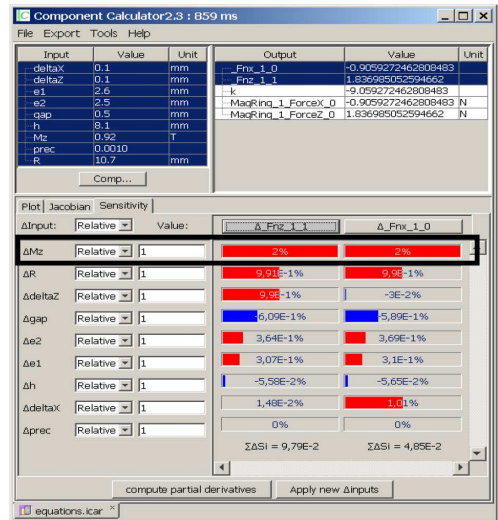 Component Calculator2.3 : 859 ms
File Export Tools Help
Input Value Unit
deltaX 0.1 mm
deltaZ 0.1 mm
e1 2.6 mm
e2 2.5 mm
gap 0.5 mm
h 8.1 mm
Mz 0.92 T
prec 0.0010
R 10.7 mm
Comp...
Output Value Unit
_Fnx_1_0 -0.9059272462808483
_Fnz_1_1 1.836985052594662
k -9.059272462808483
MagRing_1_ForceX_0 -0.9059272462808483 N
MagRing_1_ForceZ_0 1.836985052594662 N
Plot Jacobian Sensitivity
ΔInput: Relative Value: Δ_Fnz_1_1 Δ_Fnx_1_0
ΔMz Relative 1 2% 2%
ΔR Relative 1 9,91E-1% 9,9E-1%
ΔdeltaZ Relative 1 9,9E-1% -3E-2%
Δgap Relative 1 -6,09E-1% -5,89E-1%
Δe2 Relative 1 3,64E-1% 3,69E-1%
Δe1 Relative 1 3,07E-1% 3,1E-1%
Δh Relative 1 -5,58E-2% -5,65E-2%
ΔdeltaX Relative 1 1,48E-2% 1,01%
Δprec Relative 1 0% 0%
ΣΔSi = 9,79E-2 ΣΔSi = 4,85E-2
compute partial derivatives Apply new Δinputs
equations.icar